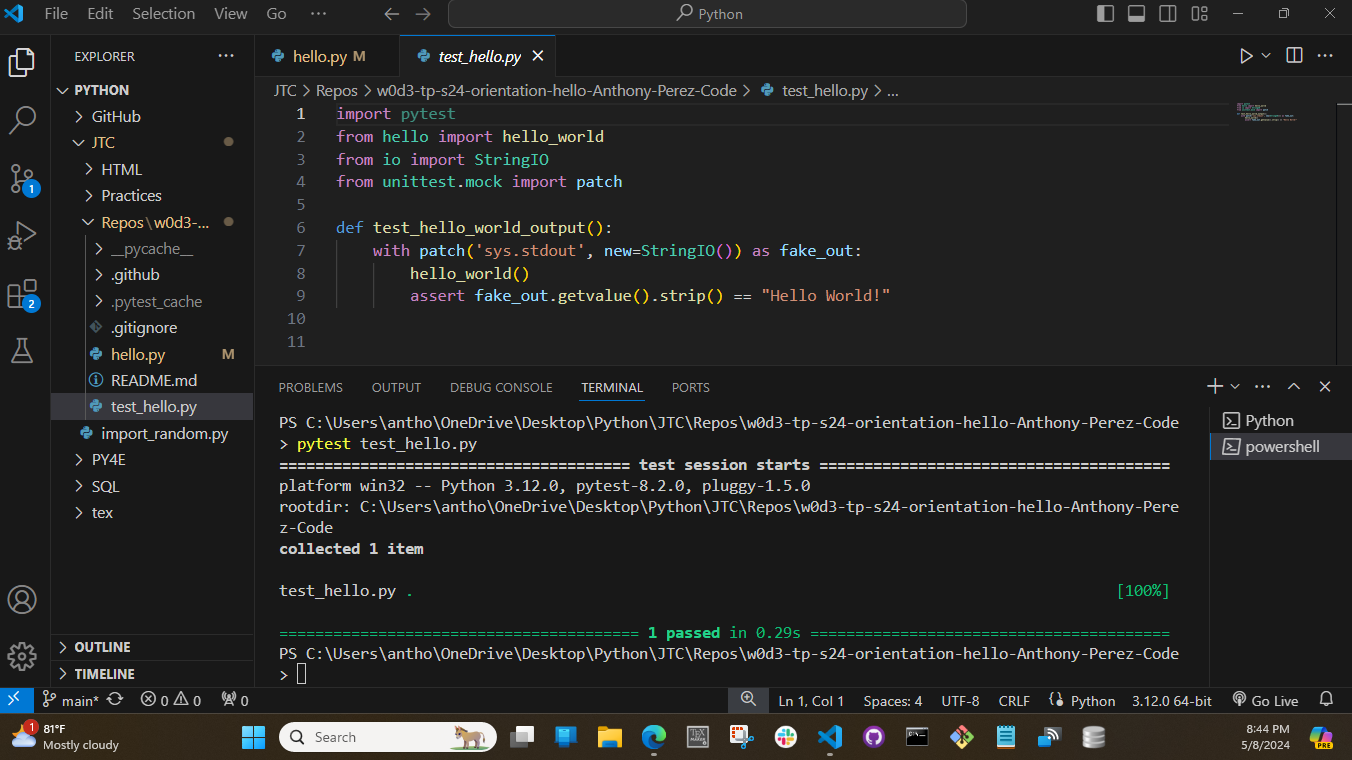 File Edit Selection View Go ··· Python
EXPLORER ···
PYTHON
GitHub
JTC
HTML
Practices
Repos\w0d3-...
__pycache__
.github
.pytest_cache
.gitignore
hello.py M
README.md
test_hello.py
import_random.py
PY4E
SQL
tex
OUTLINE
TIMELINE
1
2
hello.py M test_hello.py
JTC > Repos > w0d3-tp-s24-orientation-hello-Anthony-Perez-Code > test_hello.py > ...
1 import pytest
2 from hello import hello_world
3 from io import StringIO
4 from unittest.mock import patch
5
6 def test_hello_world_output():
7 with patch('sys.stdout', new=StringIO()) as fake_out:
8 hello_world()
9 assert fake_out.getvalue().strip() == "Hello World!"
10
11
PROBLEMS OUTPUT DEBUG CONSOLE TERMINAL PORTS
PS C:\Users\antho\OneDrive\Desktop\Python\JTC\Repos\w0d3-tp-s24-orientation-hello-Anthony-Perez-Code
> pytest test_hello.py
======================================= test session starts =======================================
platform win32 -- Python 3.12.0, pytest-8.2.0, pluggy-1.5.0
rootdir: C:\Users\antho\OneDrive\Desktop\Python\JTC\Repos\w0d3-tp-s24-orientation-hello-Anthony-Pere
z-Code
collected 1 item
test_hello.py . [100%]
======================================== 1 passed in 0.29s ========================================
PS C:\Users\antho\OneDrive\Desktop\Python\JTC\Repos\w0d3-tp-s24-orientation-hello-Anthony-Perez-Code
>
Python
powershell
main* 0 0 0 Ln 1, Col 1 Spaces: 4 UTF-8 CRLF Python 3.12.0 64-bit Go Live
1 81°F
Mostly cloudy
Search
8:44 PM
5/8/2024
PRE